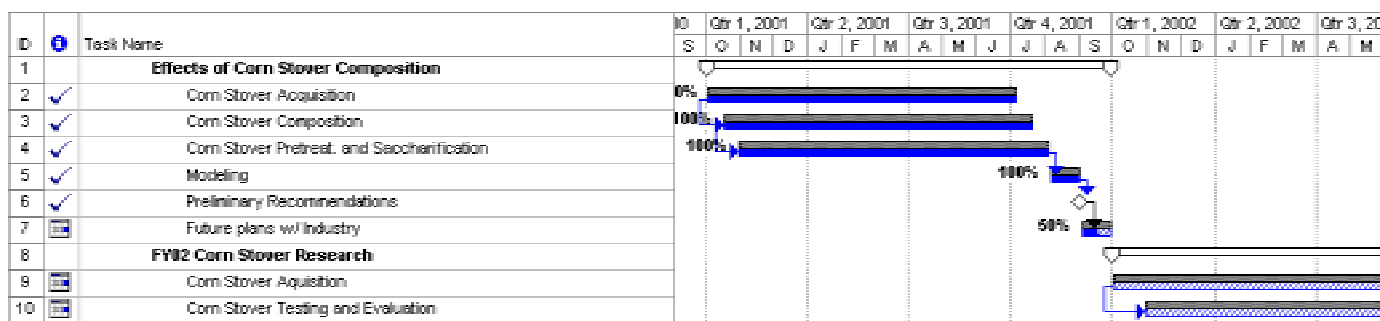 00 Qtr 1, 2001 Qtr 2, 2001 Qtr 3, 2001 Qtr 4, 2001 Qtr 1, 2002 Qtr 2, 2002 Qtr 3, 20
ID Task Name S O N D J F M A M J J A S O N D J F M A M
1 Effects of Corn Stover Composition
2 Corn Stover Acquisition 0%
3 Corn Stover Composition 100%
4 Corn Stover Pretreat. and Saccharification 100%
5 Modeling 100%
6 Preliminary Recommendations
7 Future plans w/ Industry 50%
8 FY02 Corn Stover Research
9 Corn Stover Aquisition
10 Corn Stover Testing and Evaluation